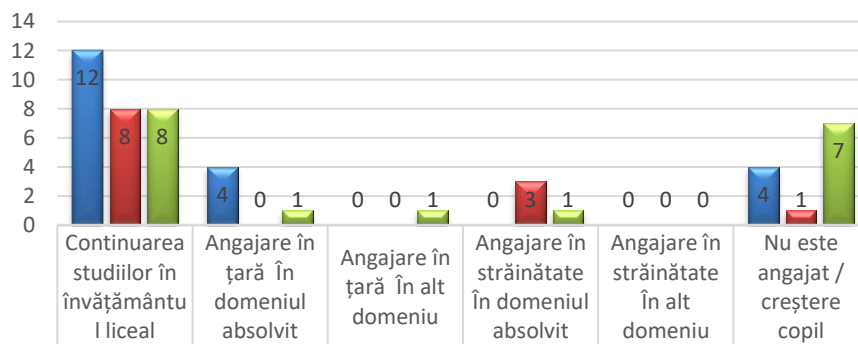 14
12
10
8
6
4
2
0
12
8
8
4
0
1
0
0
1
0
3
1
0
0
0
4
1
7
Continuarea
studiilor în
învățământu
l liceal
Angajare în
țară În
domeniul
absolvit
Angajare în
țară În alt
domeniu
Angajare în
străinătate
În domeniul
absolvit
Angajare în
străinătate
În alt
domeniu
Nu este
angajat /
creștere
copil